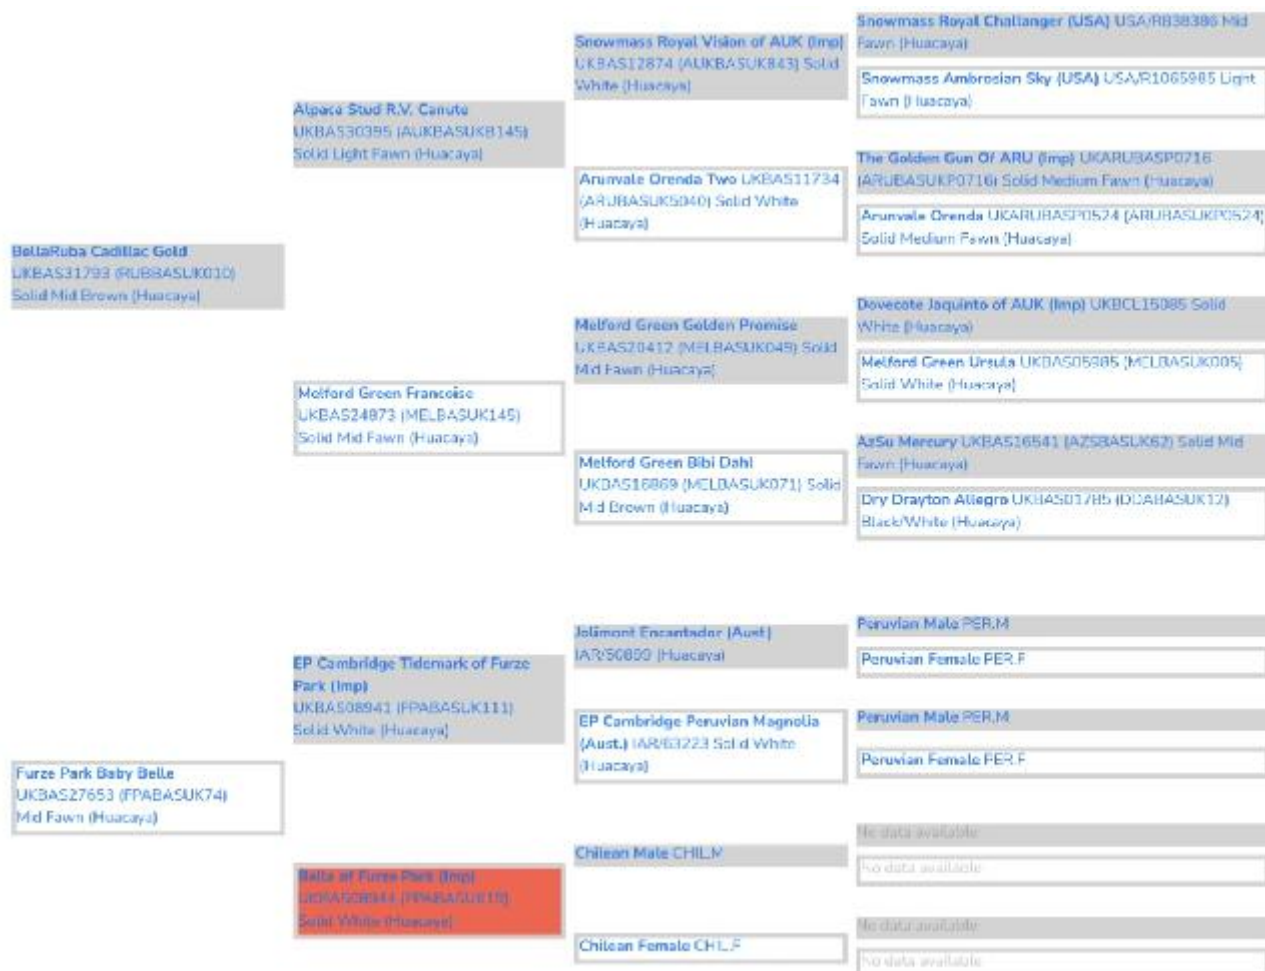 BellaRuba Cadillac Gold
UKBAS31793 (RUBBASUK010)
Solid Mid Brown (Huacaya)
Alpaca Stud R.V. Canute
UKBAS30395 (AUKBASUK8145)
Solid Light Fawn (Huacaya)
Snowmass Royal Vision of AUK (Imp)
UKBAS12874 (AUKBASUK843) Solid
White (Huacaya)
Snowmass Royal Challanger (USA) USA/R838386 Mid
Fawn (Huacaya)
Snowmass Ambrosian Sky (USA) USA/R1065985 Light
Fawn (Huacaya)
Arunvale Orenda Two UKBAS11734
(ARUBASUK5040) Solid White
(Huacaya)
The Golden Gun Of ARU (Imp) UKARUBASP0716
(ARUBASUKP0716) Solid Medium Fawn (Huacaya)
Arunvale Orenda UKARUBASP0524 (ARUBASUKP0524)
Solid Medium Fawn (Huacaya)
Melford Green Francoise
UKBAS24873 (MELBASUK145)
Solid Mid Fawn (Huacaya)
Melford Green Golden Promise
UKBAS20412 (MELBASUK049) Solid
Mid Fawn (Huacaya)
Dovecote Jaquinto of AUK (Imp) UKBCL15085 Solid
White (Huacaya)
Melford Green Ursula UKBAS05985 (MELBASUK005)
Solid White (Huacaya)
Melford Green Bibi Dahl
UKBAS16869 (MELBASUK071) Solid
Mid Brown (Huacaya)
AzSu Mercury UKBAS16541 (AZSBASUK62) Solid Mid
Fawn (Huacaya)
Dry Drayton Allegro UKBAS01785 (DDABASUK12)
Black/White (Huacaya)
Furze Park Baby Belle
UKBAS27653 (FPABASUK74)
Mid Fawn (Huacaya)
EP Cambridge Tidemark of Furze
Park (Imp)
UKBAS08941 (FPABASUK111)
Solid White (Huacaya)
Jolimont Encantador (Aust)
IAR/50899 (Huacaya)
Peruvian Male PER.M
Peruvian Female PER.F
EP Cambridge Peruvian Magnolia
(Aust.) IAR/63223 Solid White
(Huacaya)
Peruvian Male PER.M
Peruvian Female PER.F
Bella of Furze Park (Imp)
Solid White (Huacaya)
Chilean Male CHIL.M
No data available
No data available
Chilean Female CHIL.F
No data available
No data available